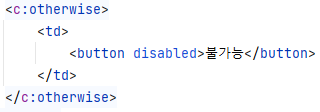 <c:otherwise>
    <td>
        <button disabled>불가능</button>
    </td>
</c:otherwise>